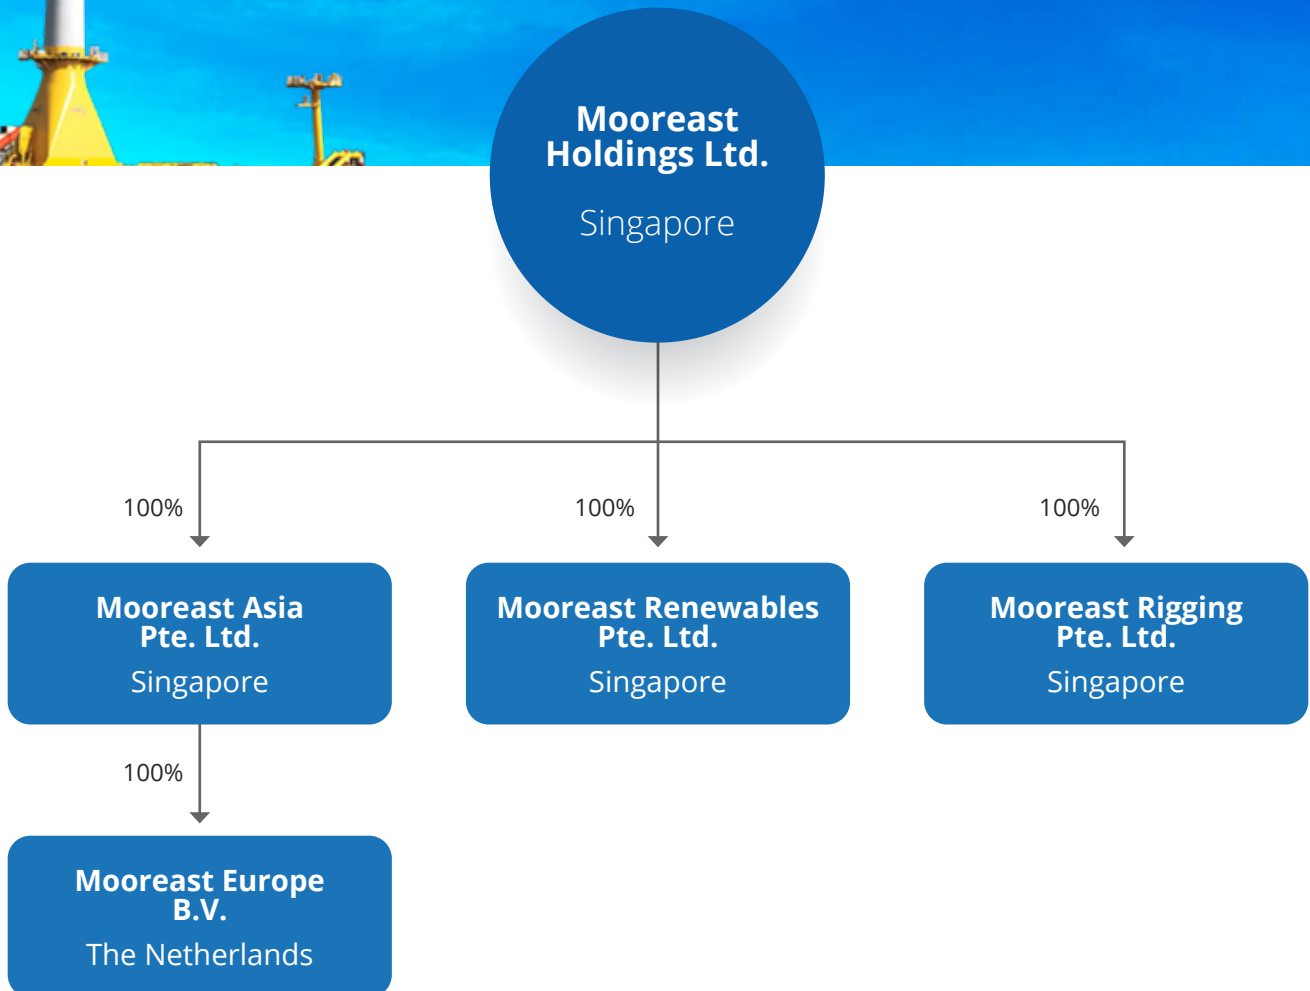 Mooreast
Holdings Ltd.
Singapore
100%
100%
100%
Mooreast Asia
Pte. Ltd.
Singapore
Mooreast Renewables
Pte. Ltd.
Singapore
Mooreast Rigging
Pte. Ltd.
Singapore
100%
Mooreast Europe
B.V.
The Netherlands